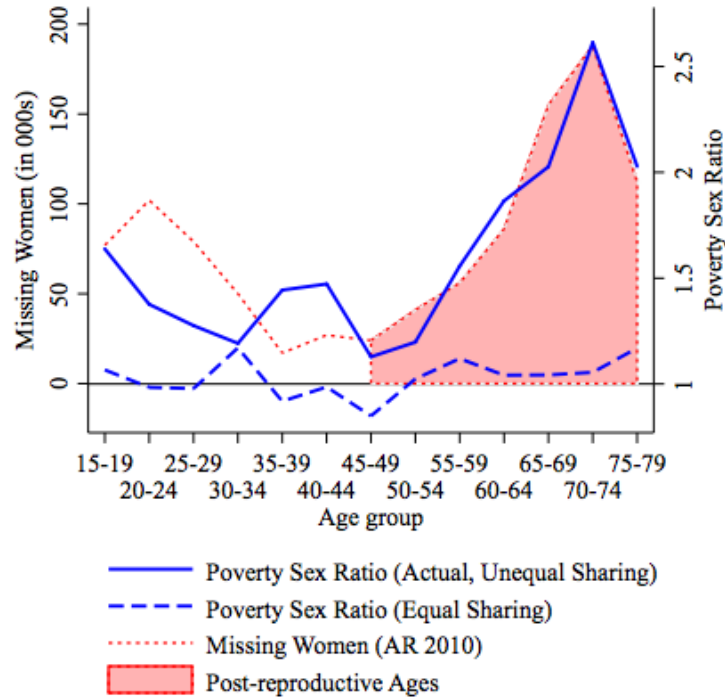 Missing Women (in 000s)
200
150
100
50
0
Poverty Sex Ratio
2.5
2
1.5
1
15-19 25-29 35-39 45-49 55-59 65-69 75-79
20-24 30-34 40-44 50-54 60-64 70-74
Age group
Poverty Sex Ratio (Actual, Unequal Sharing)
Poverty Sex Ratio (Equal Sharing)
Missing Women (AR 2010)
Post-reproductive Ages